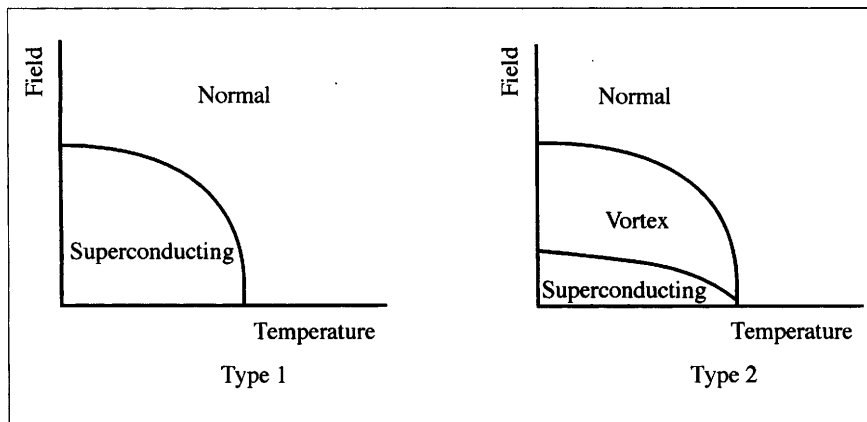 Field
Normal
Superconducting
Temperature
Type 1
Field
Normal
Vortex
Superconducting
Temperature
Type 2